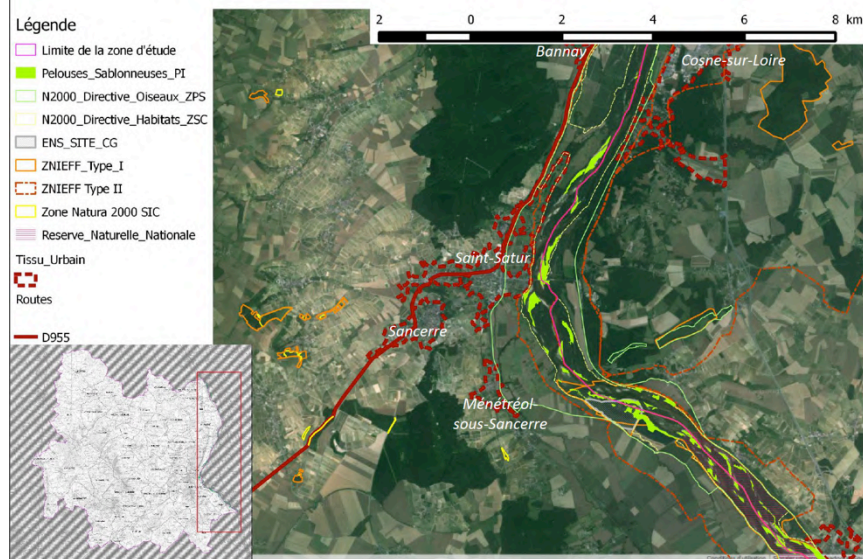 Légende
Limite de la zone d'étude
Pelouses_Sablonneuses_PI
N2000_Directive_Oiseaux_ZPS
N2000_Directive_Habitats_ZSC
ENS_SITE_CG
ZNIEFF_Type_I
ZNIEFF Type II
Zone Natura 2000 SIC
Reserve_Naturelle_Nationale
Tissu_Urbain
Routes
D955
2 0 2 4 6 8 km
Bannay
Cosne-sur-Loire
Saint-Satur
Sancerre
Ménétréol-
sous-Sancerre